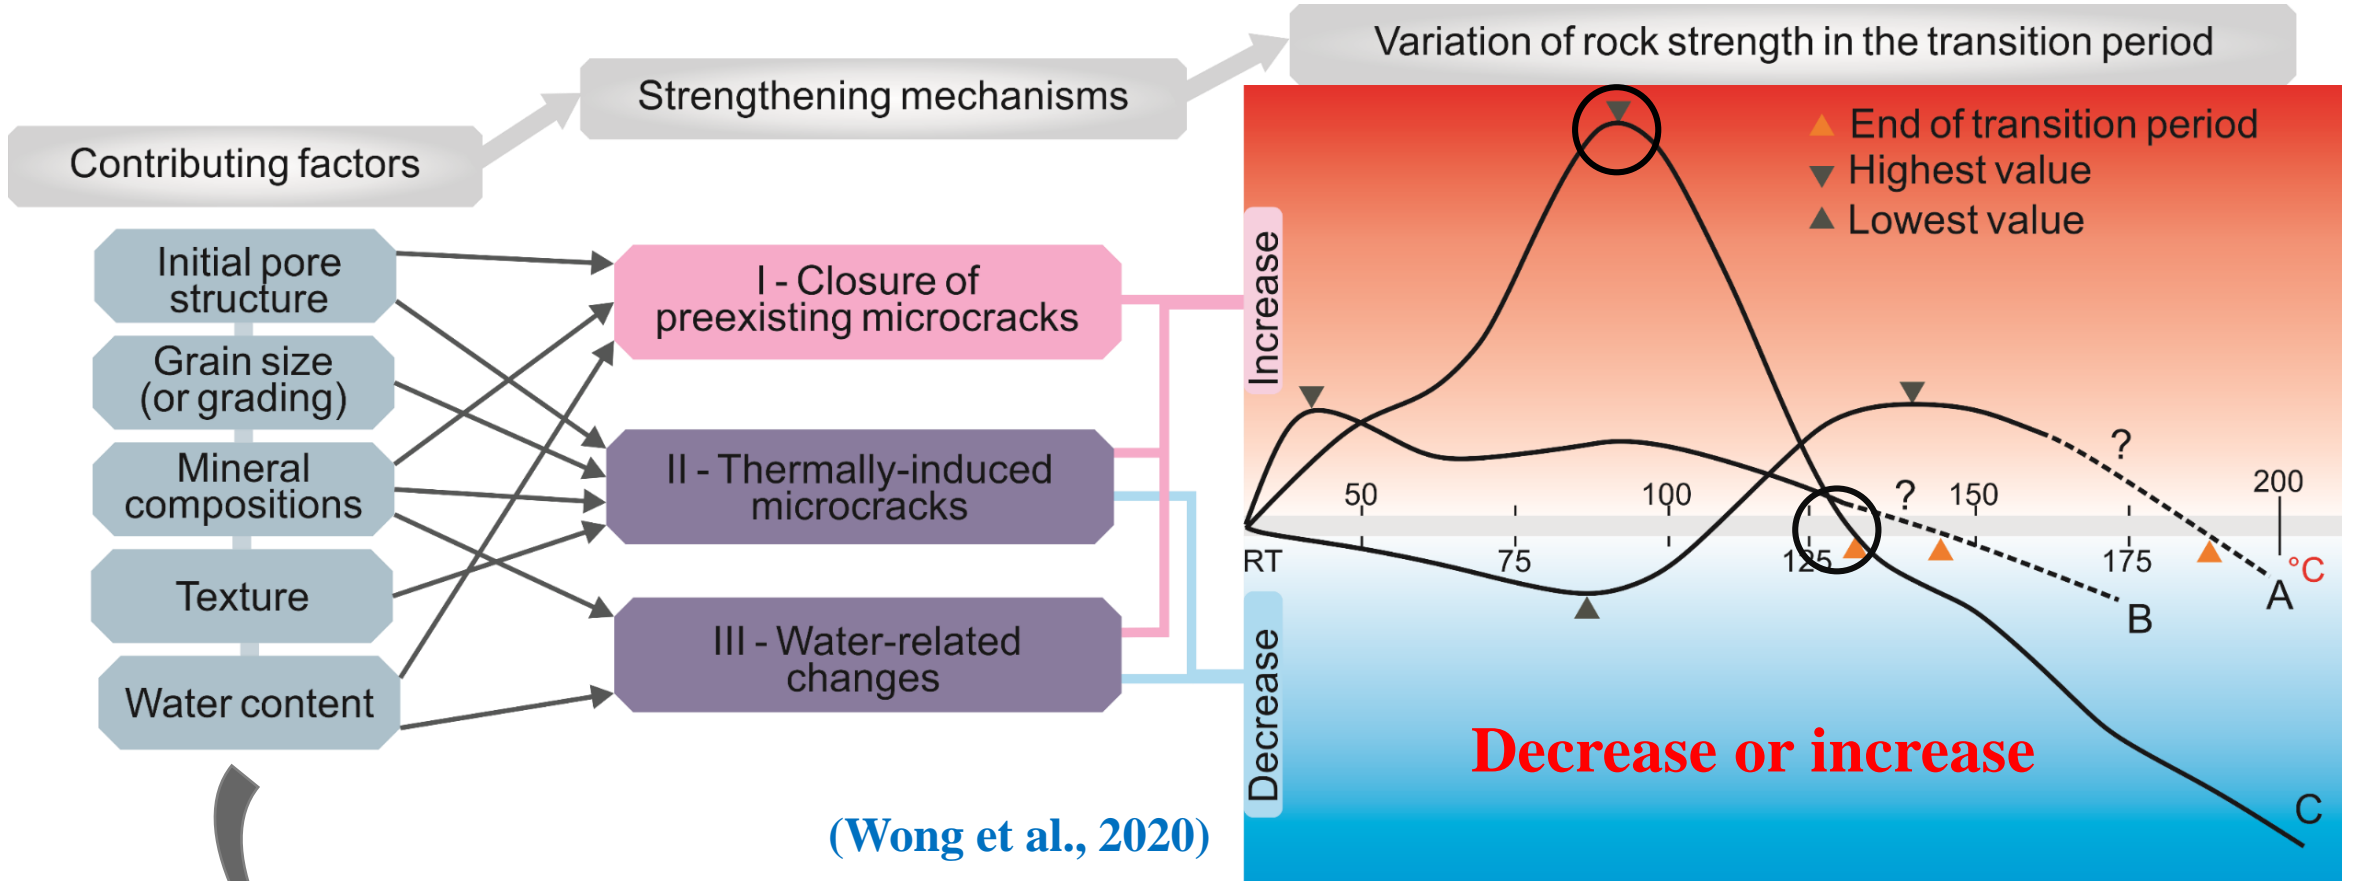 Variation of rock strength in the transition period
Strengthening mechanisms
Contributing factors
Initial pore
structure
Grain size
(or grading)
Mineral
compositions
Texture
Water content
I - Closure of
preexisting microcracks
II - Thermally-induced
microcracks
III - Water-related
changes
(Wong et al., 2020)
Increase
Decrease
End of transition period
Highest value
Lowest value
50
100
?
150
?
200
RT
75
125
175
°C
A
B
C
Decrease or increase